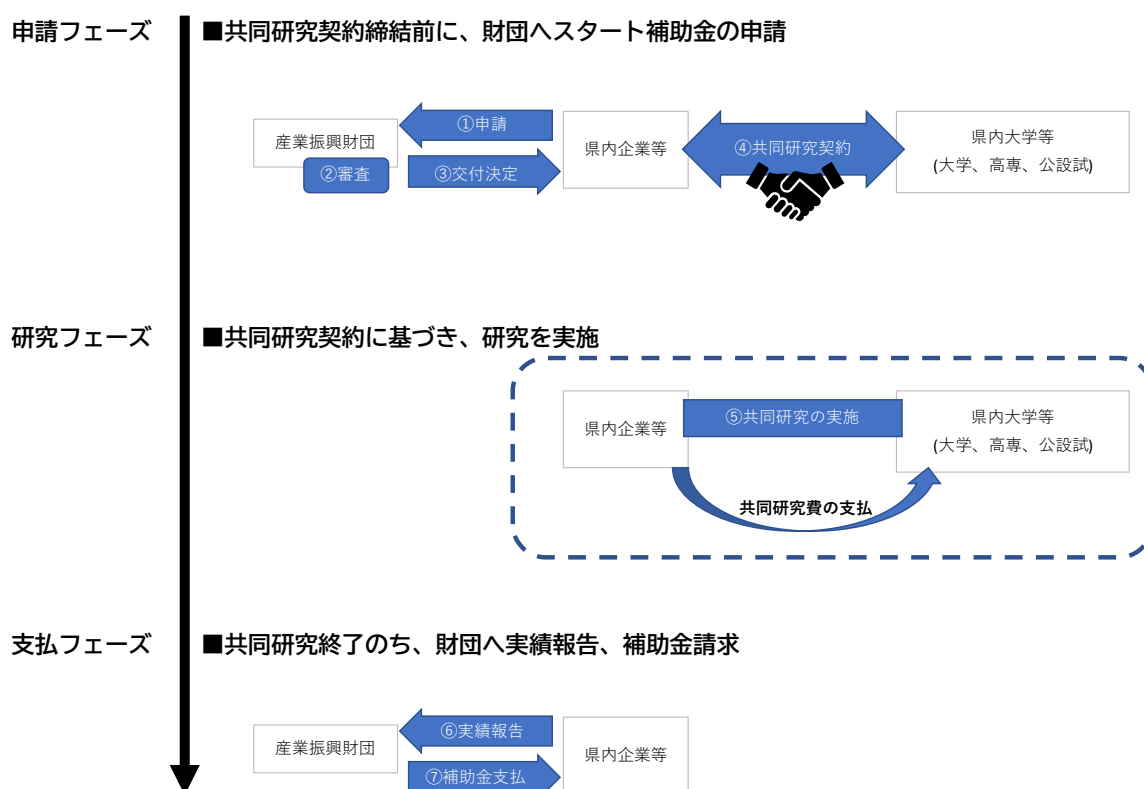 申請フェーズ
■共同研究契約締結前に、財団へスタート補助金の申請
産業振興財団
②審査
①申請
③交付決定
県内企業等
④共同研究契約
県内大学等
(大学、高専、公設試)
研究フェーズ
■共同研究契約に基づき、研究を実施
県内企業等
⑤共同研究の実施
県内大学等
(大学、高専、公設試)
共同研究費の支払
支払フェーズ
■共同研究終了のち、財団へ実績報告、補助金請求
産業振興財団
⑥実績報告
⑦補助金支払
県内企業等